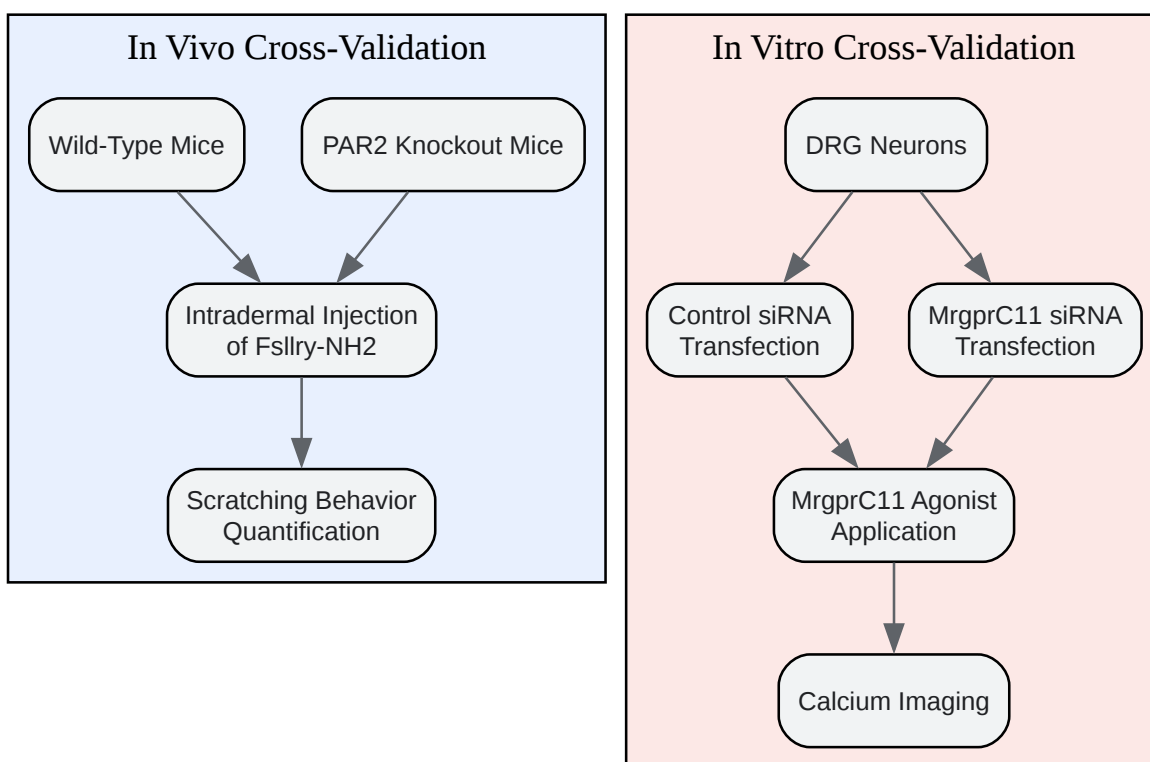 In Vivo Cross-Validation
Wild-Type Mice
PAR2 Knockout Mice
Intradermal Injection
of Fsllry-NH2
Scratching Behavior
Quantification
In Vitro Cross-Validation
DRG Neurons
Control siRNA
Transfection
MrgprC11 siRNA
Transfection
MrgprC11 Agonist
Application
Calcium Imaging